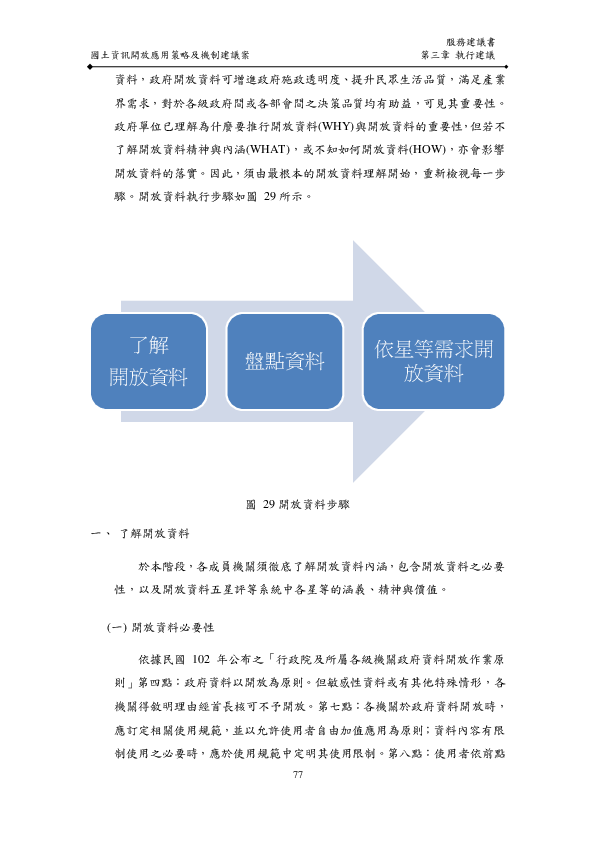 服務建議書
國土資訊開放應用策略及機制建議案 第三章 執行建議
資料，政府開放資料可增進政府施政透明度、提升民眾生活品質，滿足產業
界需求，對於各級政府間或各部會間之決策品質均有助益，可見其重要性。
政府單位已理解為什麼要推行開放資料(WHY)與開放資料的重要性，但若不
了解開放資料精神與內涵(WHAT)，或不知如何開放資料(HOW)，亦會影響
開放資料的落實。因此，須由最根本的開放資料理解開始，重新檢視每一步
驟。開放資料執行步驟如圖 29 所示。
了解
開放資料
盤點資料
依星等需求開
放資料
圖 29 開放資料步驟
一、 了解開放資料
於本階段，各成員機關須徹底了解開放資料內涵，包含開放資料之必要
性，以及開放資料五星評等系統中各星等的涵義、精神與價值。
(一) 開放資料必要性
依據民國 102 年公布之「行政院及所屬各級機關政府資料開放作業原
則」第四點：政府資料以開放為原則。但敏感性資料或有其他特殊情形，各
機關得敘明理由經首長核可不予開放。第七點：各機關於政府資料開放時，
應訂定相關使用規範，並以允許使用者自由加值應用為原則；資料內容有限
制使用之必要時，應於使用規範中定明其使用限制。第八點：使用者依前點
77